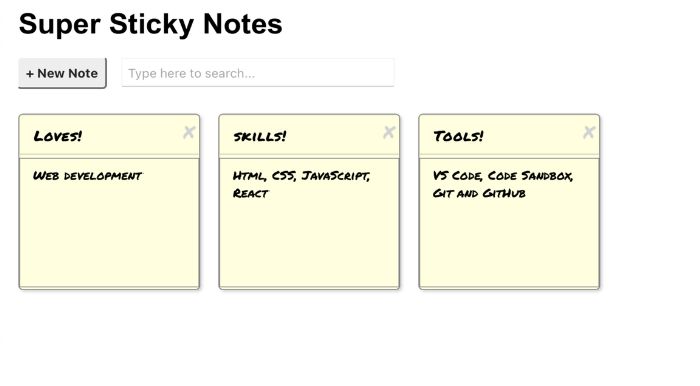 Super Sticky Notes
+ New Note
Type here to search...
Loves!
Web development
skills!
Html, CSS, JavaScript,
React
Tools!
VS Code, Code Sandbox,
Git and GitHub